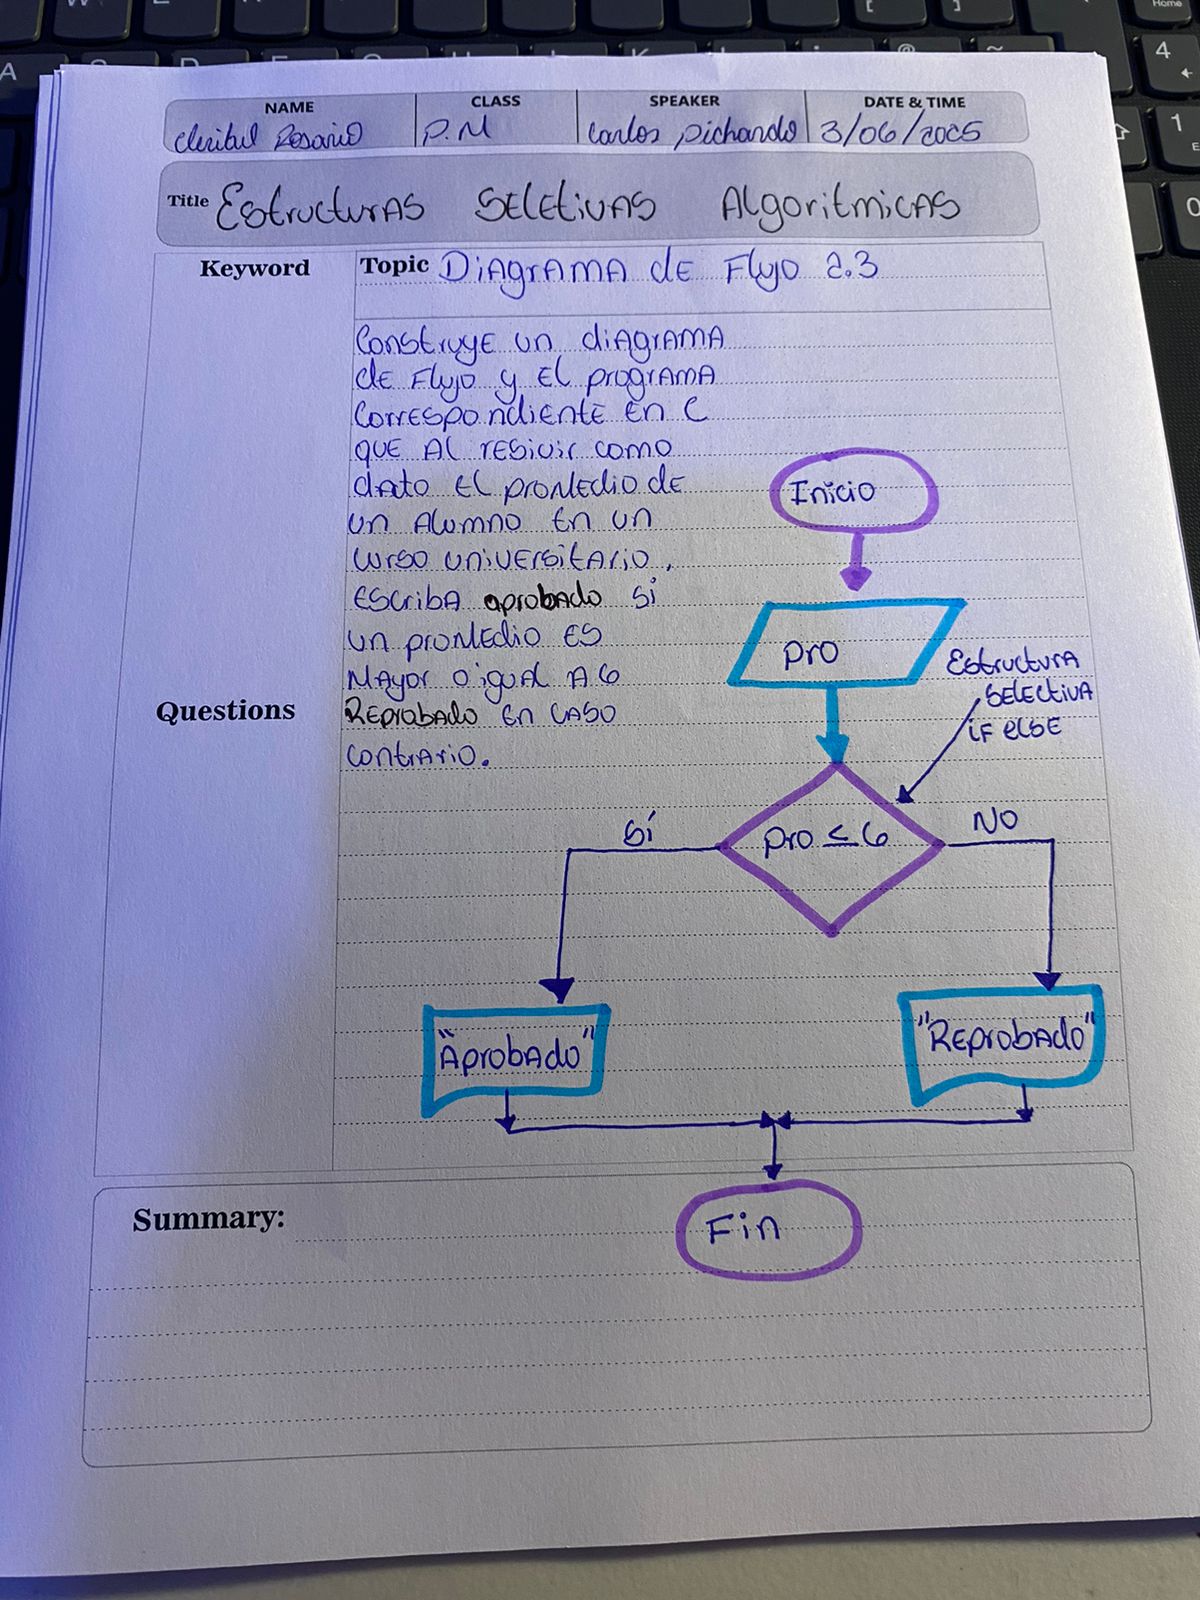 NAME
CLASS
SPEAKER
DATE & TIME
Rosario
P.M
Carlos Pichardo
3/06/2025
Title Estructuras Seletivas Algoritmicas
Keyword
Topic Diagrama de Flujo 2.3
Construye un diagrama
de Flujo y El programa
Correspondiente en C
que Al resivir como
dato el proMedio de
un Alumno en un
curso universitario,
escriba aprobado si
un proMedio es
Mayor o igual A 6
Reprobado en caso
contrario.
Questions
Inicio
pro
Estructura
selectiva
if else
pro ≤ 6
Sí
NO
"Aprobado"
"Reprobado"
Fin
Summary: